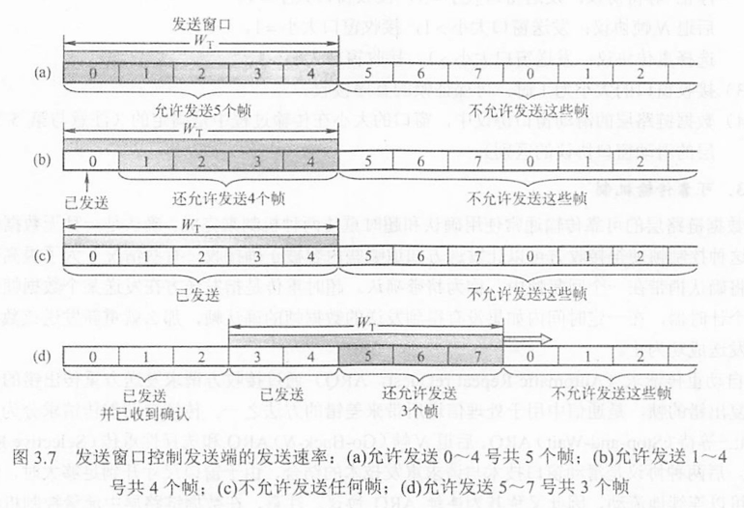 发送窗口
W_T
(a) 0 1 2 3 4 5 6 7 0 1 2
允许发送5个帧 不允许发送这些帧
W_T
(b) 0 1 2 3 4 5 6 7 0 1 2
已发送 还允许发送4个帧 不允许发送这些帧
W_T
(c) 0 1 2 3 4 5 6 7 0 1 2
已发送 不允许发送这些帧
W_T
(d) 0 1 2 3 4 5 6 7 0 1 2
已发送 已发送 还允许发送 不允许发送这些帧
并已收到确认 3个帧
图 3.7 发送窗口控制发送端的发送速率：(a)允许发送 0～4 号共 5 个帧；(b)允许发送 1～4
号共 4 个帧；(c)不允许发送任何帧；(d)允许发送 5～7 号共 3 个帧